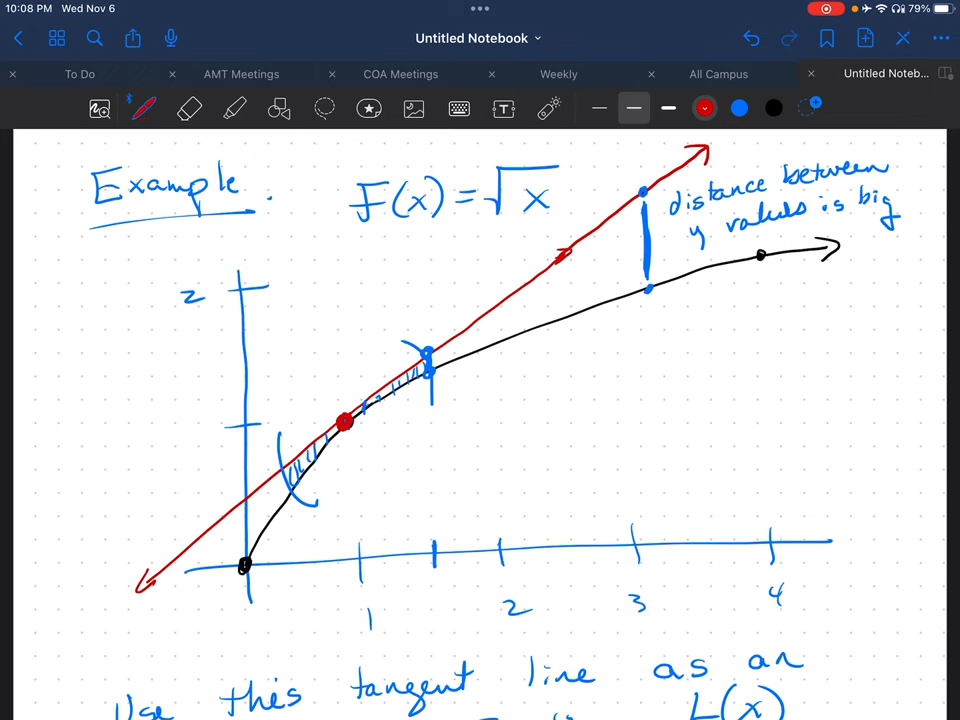 10:08 PM Wed Nov 6
79%
Untitled Notebook
To Do
AMT Meetings
COA Meetings
Weekly
All Campus
Untitled Noteb...
Example. F(x) = √x
distance between
y values is big
2
1 2 3 4
Use this tangent line as an
L(x)